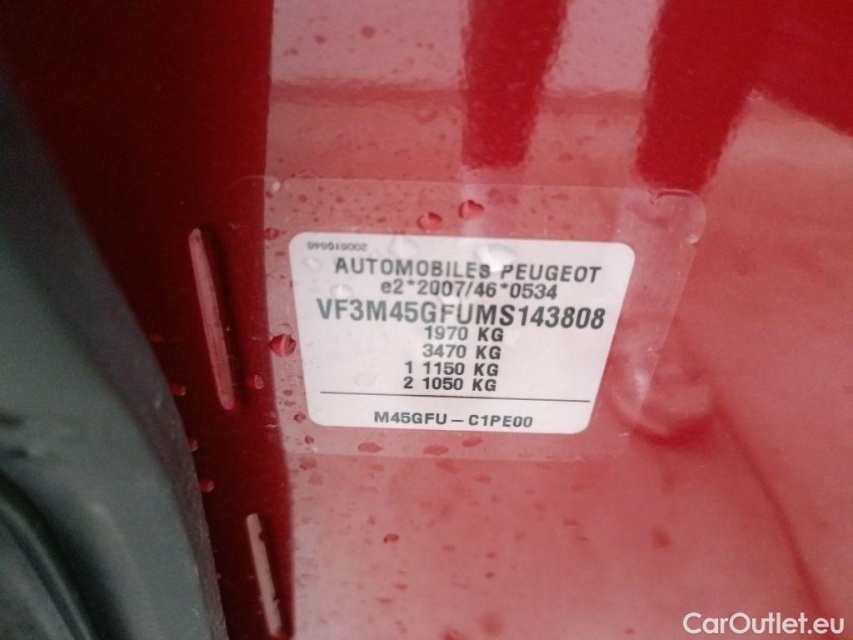 AUTOMOBILES PEUGEOT
e2*2007/46*0534
VF3M45GFUMS143808
1970 KG
3470 KG
1 1150 KG
2 1050 KG
M45GFU – C1PE00
CarOutlet.eu